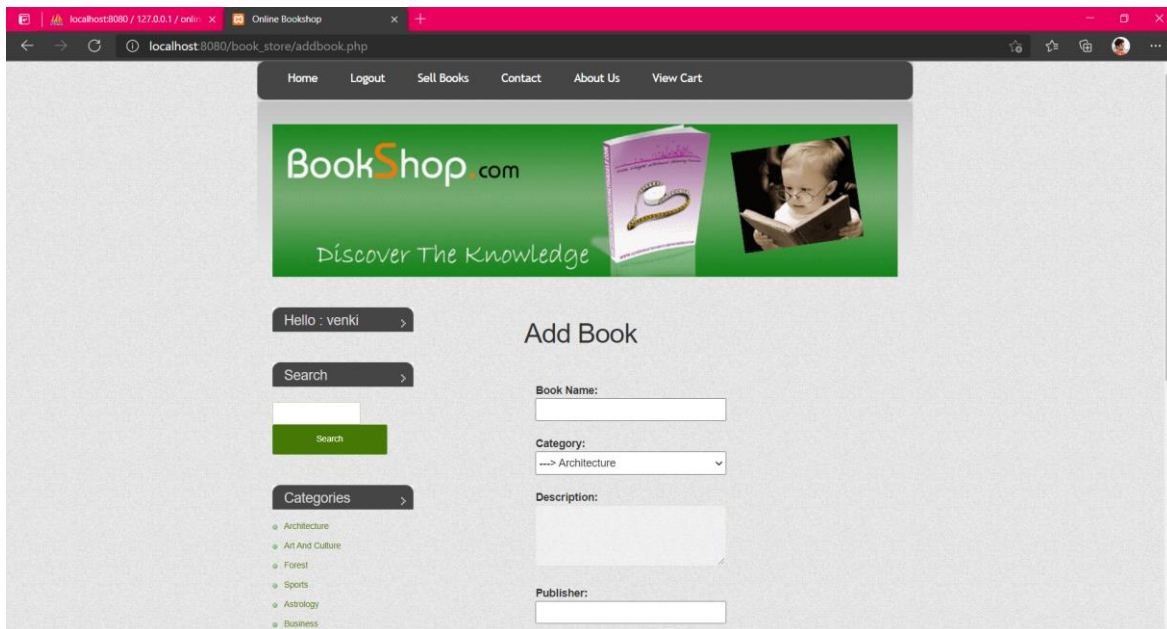 localhost:8080 / 127.0.0.1 / onlin
Online Bookshop
localhost:8080/book_store/addbook.php
Home Logout Sell Books Contact About Us View Cart
BookShop.com
Discover The Knowledge
Hello : venki
Add Book
Search
Book Name:
Search
Category:
---> Architecture
Categories
Description:
Architecture
Art And Culture
Forest
Sports
Astrology
Publisher:
Business